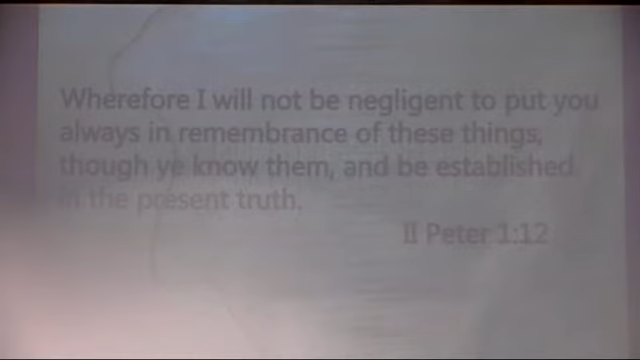 Wherefore I will not be negligent to put you
always in remembrance of these things,
though ye know them, and be established
in the present truth.
II Peter 1:12